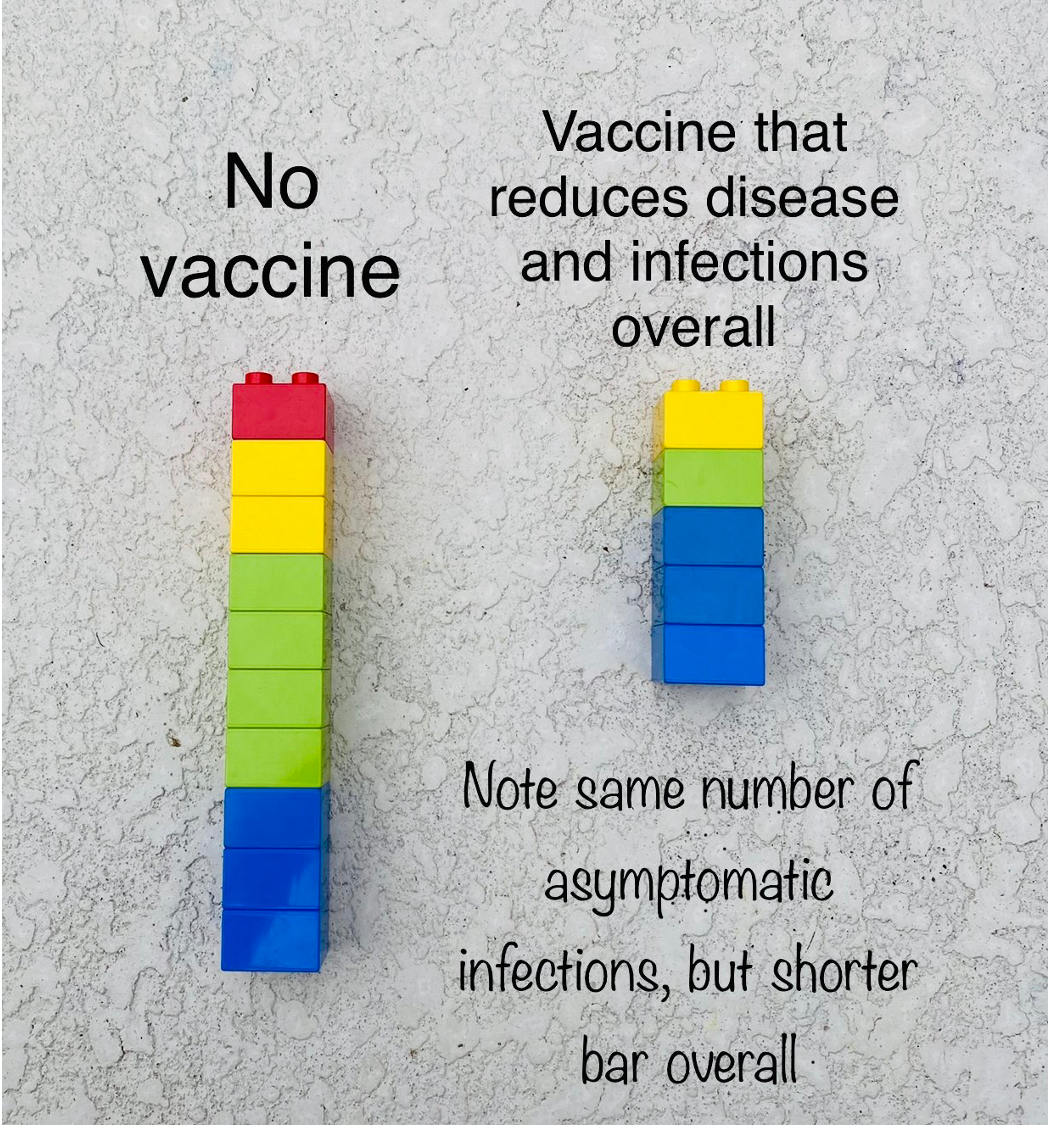 No
vaccine
Vaccine that
reduces disease
and infections
overall
Note same number of
asymptomatic
infections, but shorter
bar overall